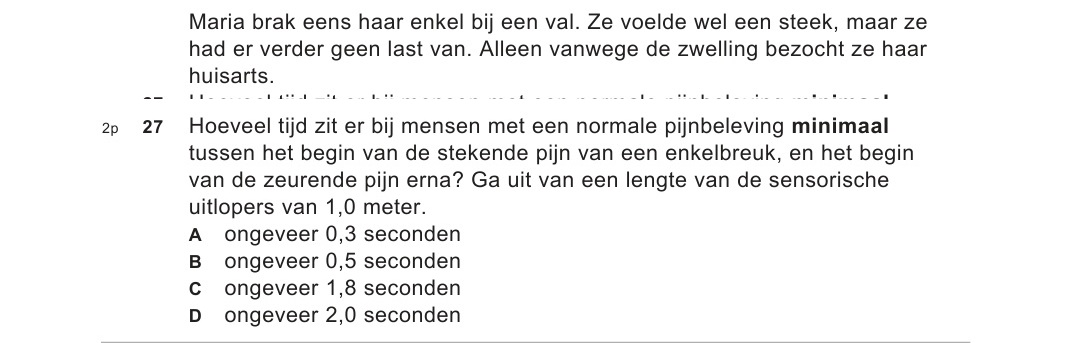 Maria brak eens haar enkel bij een val. Ze voelde wel een steek, maar ze
had er verder geen last van. Alleen vanwege de zwelling bezocht ze haar
huisarts.
2p 27 Hoeveel tijd zit er bij mensen met een normale pijnbeleving minimaal
tussen het begin van de stekende pijn van een enkelbreuk, en het begin
van de zeurende pijn erna? Ga uit van een lengte van de sensorische
uitlopers van 1,0 meter.
A ongeveer 0,3 seconden
B ongeveer 0,5 seconden
C ongeveer 1,8 seconden
D ongeveer 2,0 seconden